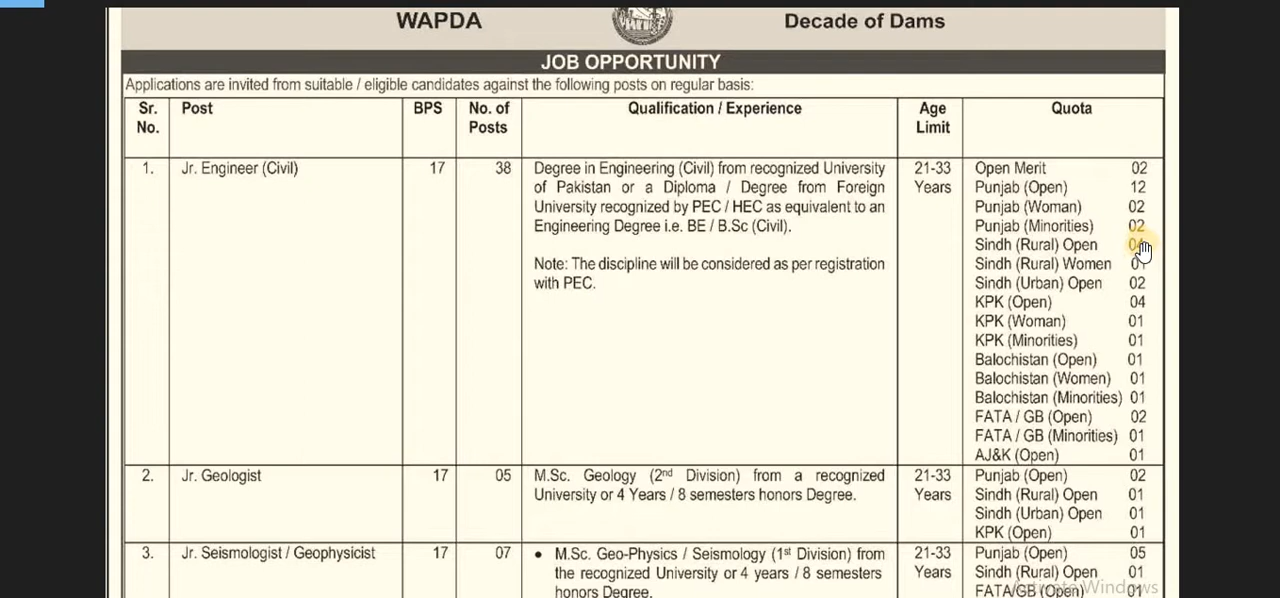 WAPDA Decade of Dams
JOB OPPORTUNITY
Applications are invited from suitable / eligible candidates against the following posts on regular basis:
Sr. No. Post BPS No. of Posts Qualification / Experience Age Limit Quota
1. Jr. Engineer (Civil) 17 38 Degree in Engineering (Civil) from recognized University 21-33 Open Merit 02
of Pakistan or a Diploma / Degree from Foreign Years Punjab (Open) 12
University recognized by PEC / HEC as equivalent to an Punjab (Woman) 02
Engineering Degree i.e. BE / B.Sc (Civil). Punjab (Minorities) 02
Sindh (Rural) Open
Note: The discipline will be considered as per registration Sindh (Rural) Women 01
with PEC. Sindh (Urban) Open 02
KPK (Open) 04
KPK (Woman) 01
KPK (Minorities) 01
Balochistan (Open) 01
Balochistan (Women) 01
Balochistan (Minorities) 01
FATA / GB (Open) 02
FATA / GB (Minorities) 01
AJ&K (Open) 01
2. Jr. Geologist 17 05 M.Sc. Geology (2nd Division) from a recognized 21-33 Punjab (Open) 02
University or 4 Years / 8 semesters honors Degree. Years Sindh (Rural) Open 01
Sindh (Urban) Open 01
KPK (Open) 01
3. Jr. Seismologist / Geophysicist 17 07 • M.Sc. Geo-Physics / Seismology (1st Division) from 21-33 Punjab (Open) 05
the recognized University or 4 years / 8 semesters Years Sindh (Rural) Open 01
honors Degree. FATA/GB (Open) 01
Activate Windows